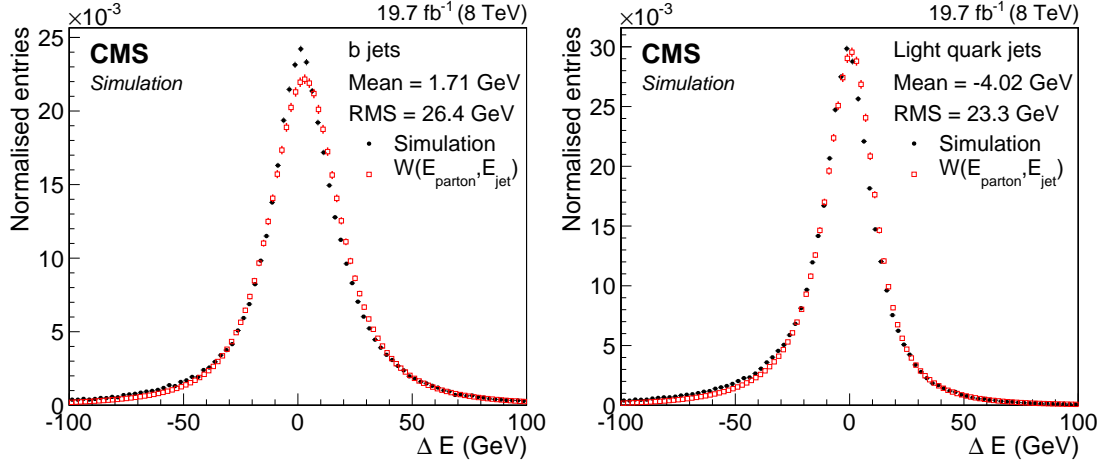 ×10⁻³
19.7 fb⁻¹ (8 TeV)
CMS
Simulation
b jets
Mean = 1.71 GeV
RMS = 26.4 GeV
Simulation
W(E_parton,E_jet)
Normalised entries
25
20
15
10
5
0
-100
-50
0
50
100
Δ E (GeV)
×10⁻³
19.7 fb⁻¹ (8 TeV)
CMS
Simulation
Light quark jets
Mean = -4.02 GeV
RMS = 23.3 GeV
Simulation
W(E_parton,E_jet)
Normalised entries
30
25
20
15
10
5
0
-100
-50
0
50
100
Δ E (GeV)